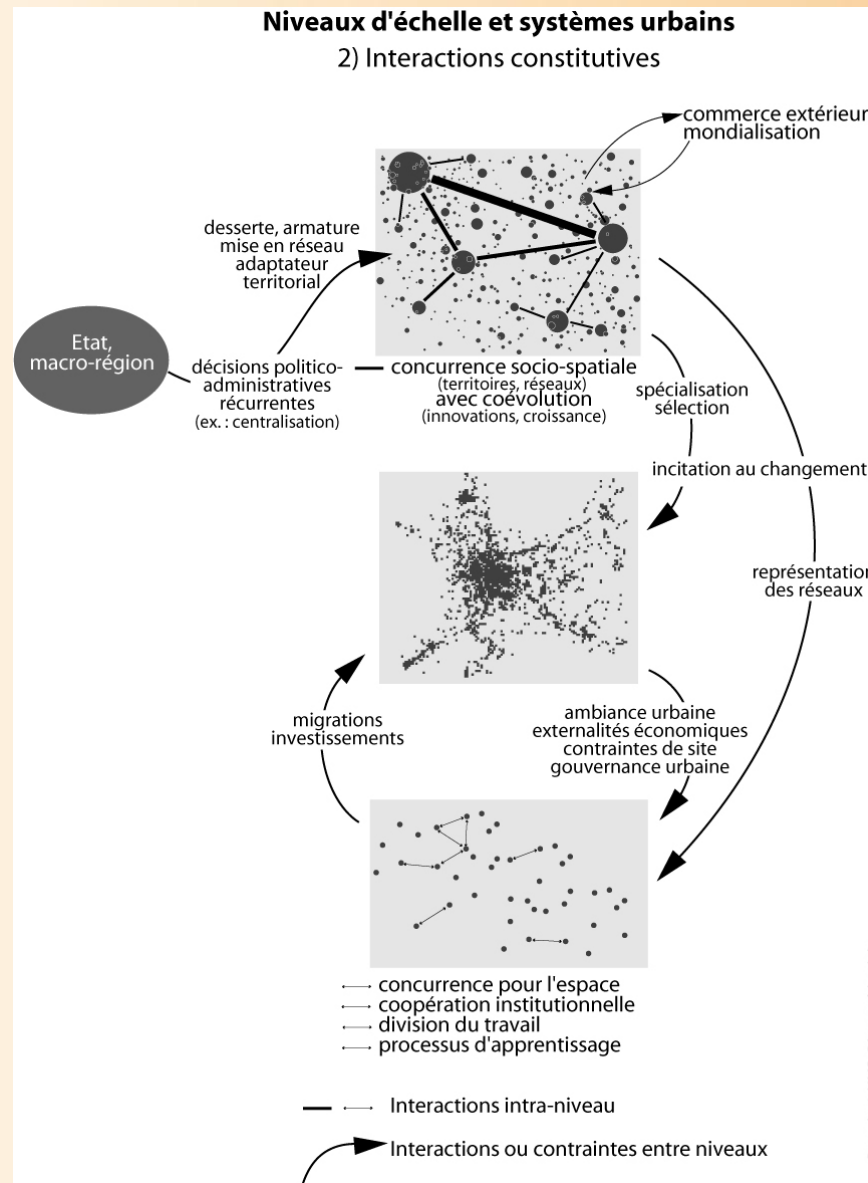 Niveaux d'échelle et systèmes urbains
2) Interactions constitutives
commerce extérieur
mondialisation
desserte, armature
mise en réseau
adaptateur
territorial
Etat,
macro-région
décisions politico-
administratives
récurrentes
(ex. : centralisation)
concurrence socio-spatiale
(territoires, réseaux)
avec coévolution
(innovations, croissance)
spécialisation
sélection
incitation au changement
représentation
des réseaux
migrations
investissements
ambiance urbaine
externalités économiques
contraintes de site
gouvernance urbaine
concurrence pour l'espace
coopération institutionnelle
division du travail
processus d'apprentissage
Interactions intra-niveau
Interactions ou contraintes entre niveaux